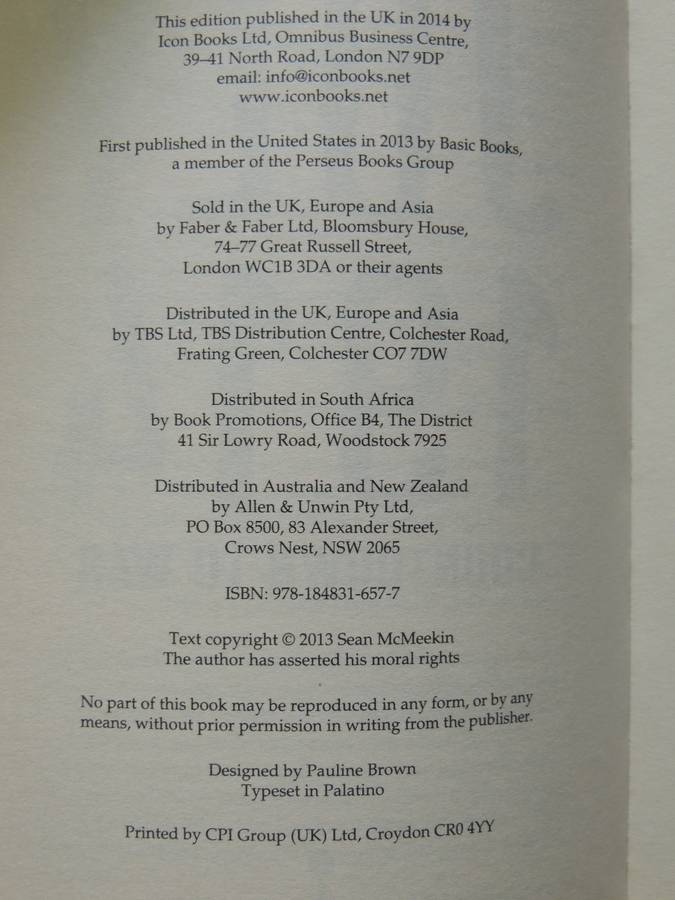 This edition published in the UK in 2014 by
Icon Books Ltd, Omnibus Business Centre,
39–41 North Road, London N7 9DP
email: info@iconbooks.net
www.iconbooks.net
First published in the United States in 2013 by Basic Books,
a member of the Perseus Books Group
Sold in the UK, Europe and Asia
by Faber & Faber Ltd, Bloomsbury House,
74–77 Great Russell Street,
London WC1B 3DA or their agents
Distributed in the UK, Europe and Asia
by TBS Ltd, TBS Distribution Centre, Colchester Road,
Frating Green, Colchester CO7 7DW
Distributed in South Africa
by Book Promotions, Office B4, The District
41 Sir Lowry Road, Woodstock 7925
Distributed in Australia and New Zealand
by Allen & Unwin Pty Ltd,
PO Box 8500, 83 Alexander Street,
Crows Nest, NSW 2065
ISBN: 978-184831-657-7
Text copyright © 2013 Sean McMeekin
The author has asserted his moral rights
No part of this book may be reproduced in any form, or by any
means, without prior permission in writing from the publisher.
Designed by Pauline Brown
Typeset in Palatino
Printed by CPI Group (UK) Ltd, Croydon CR0 4YY